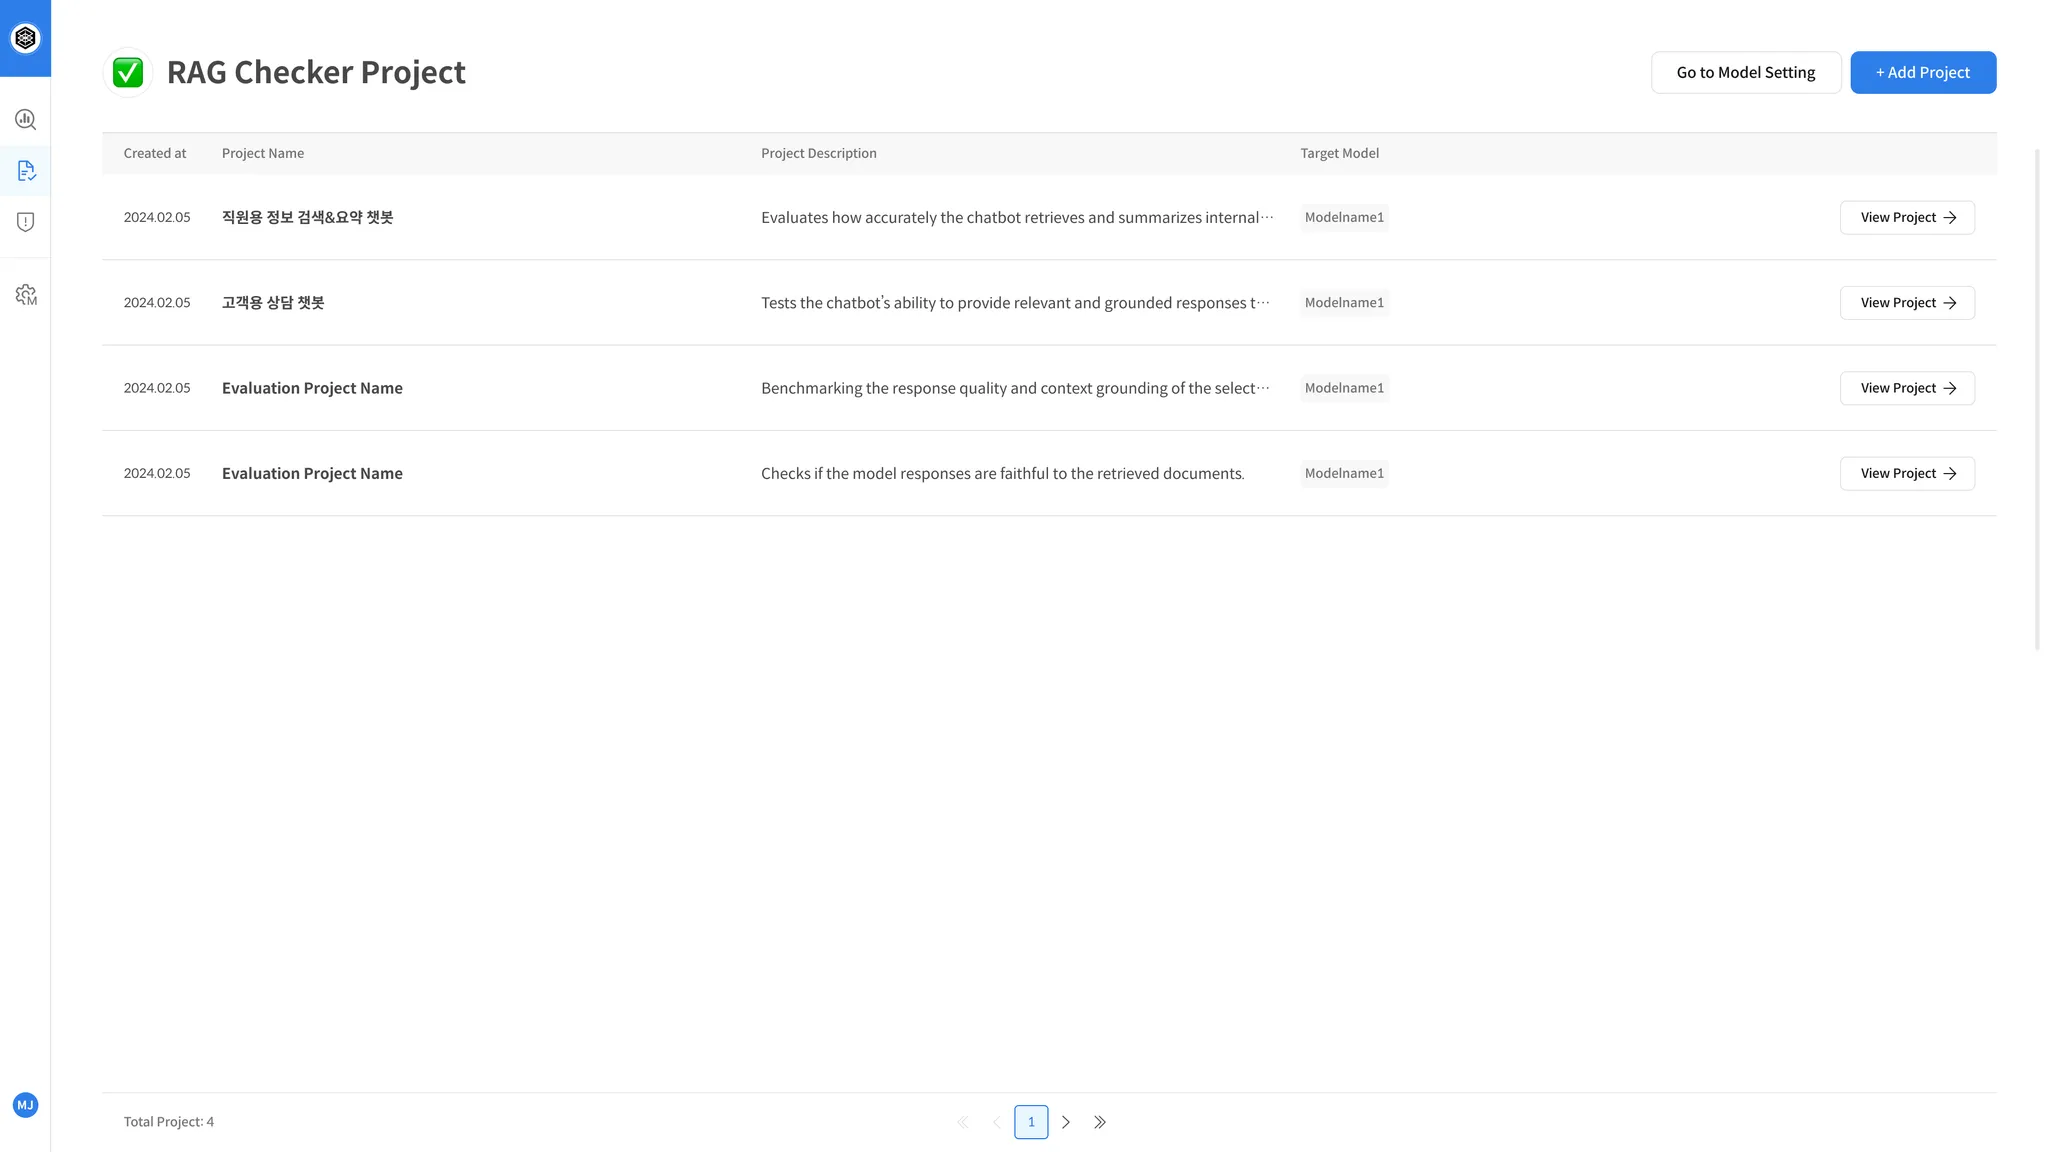 RAG Checker Project
Go to Model Setting
+ Add Project
Created at Project Name Project Description Target Model
2024.02.05 직원용 정보 검색&요약 챗봇 Evaluates how accurately the chatbot retrieves and summarizes internal⋯ Modelname1 View Project →
2024.02.05 고객용 상담 챗봇 Tests the chatbot's ability to provide relevant and grounded responses t⋯ Modelname1 View Project →
2024.02.05 Evaluation Project Name Benchmarking the response quality and context grounding of the select⋯ Modelname1 View Project →
2024.02.05 Evaluation Project Name Checks if the model responses are faithful to the retrieved documents. Modelname1 View Project →
M
MJ
Total Project: 4
1